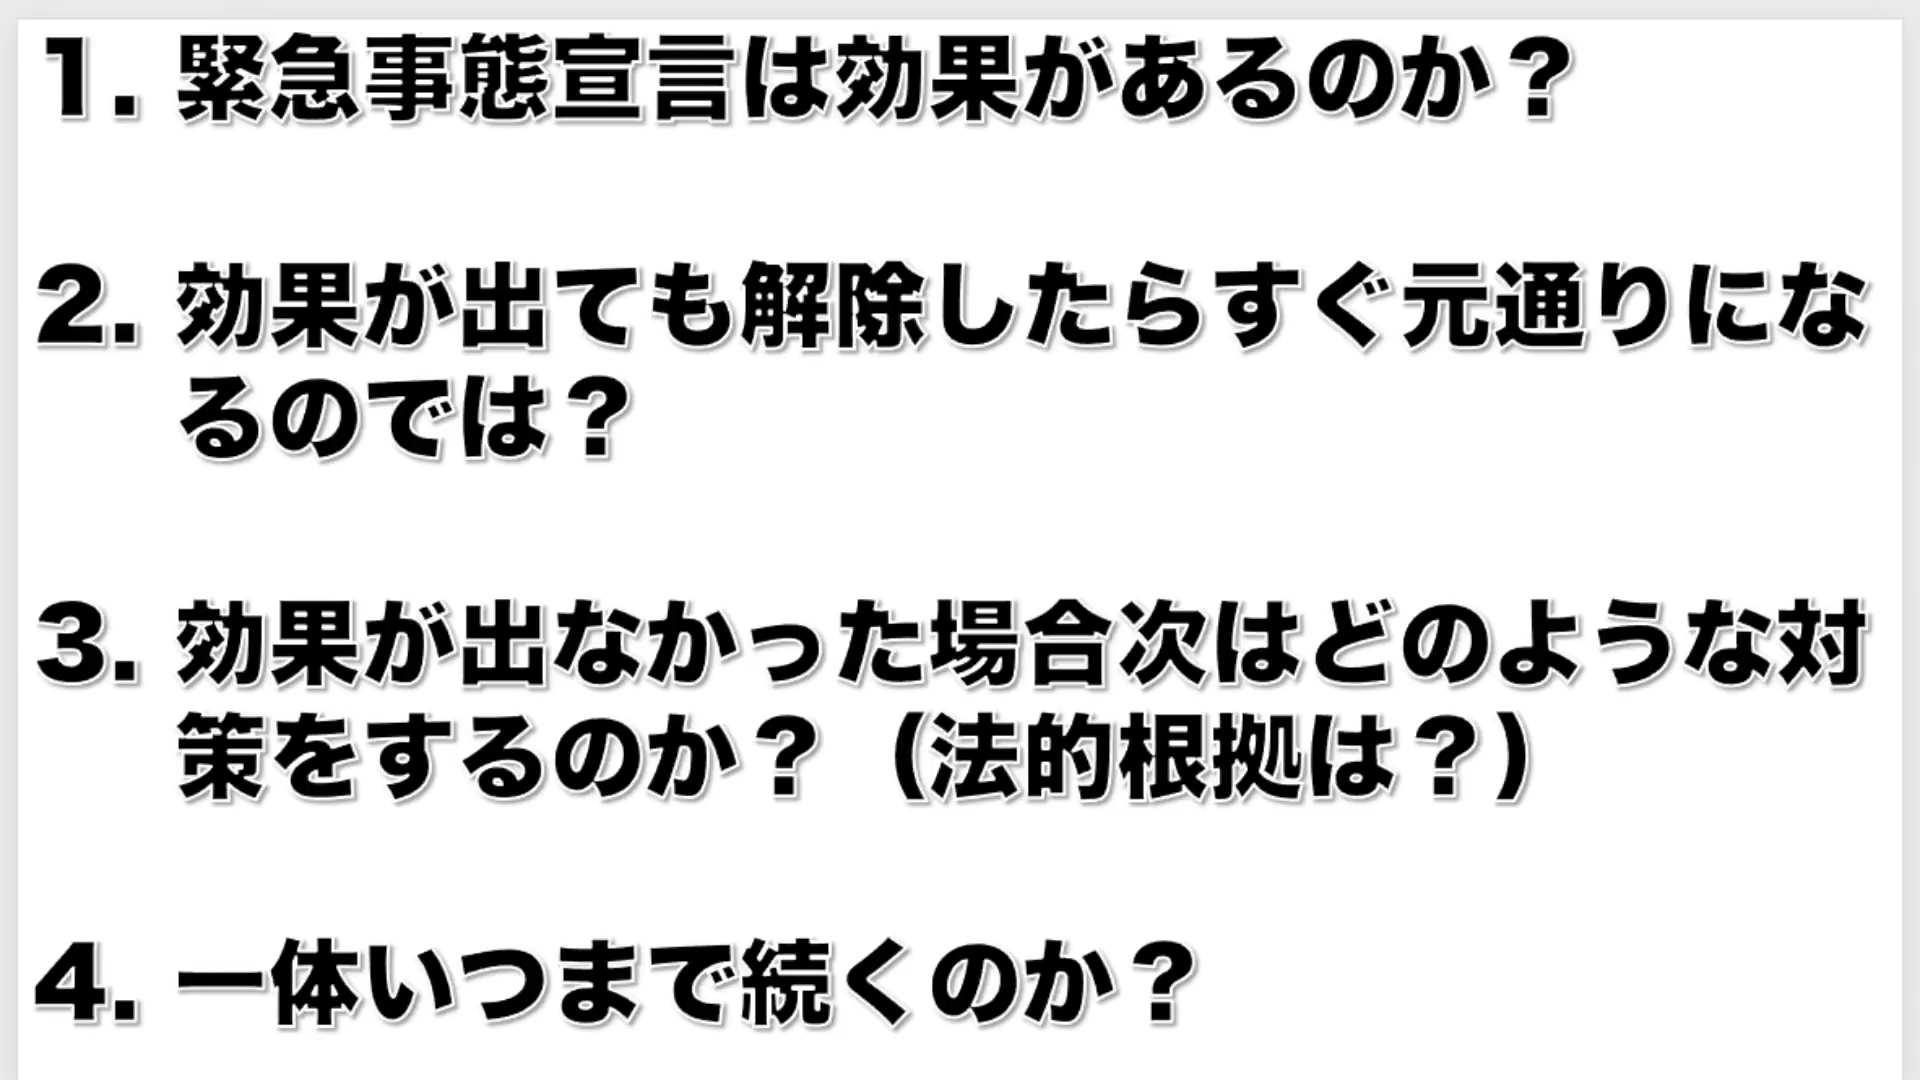 1. 緊急事態宣言は効果があるのか？
2. 効果が出ても解除したらすぐ元通りにな
るのでは？
3. 効果が出なかった場合次はどのような対
策をするのか？（法的根拠は？）
4. 一体いつまで続くのか？